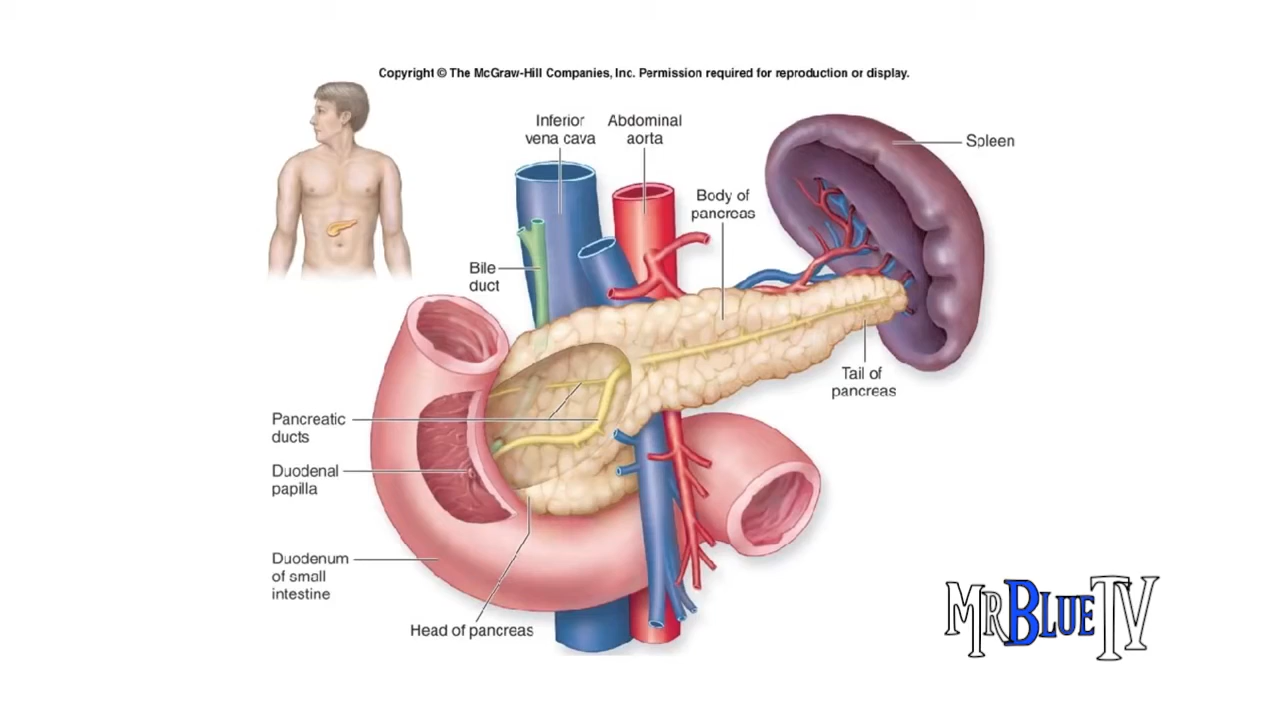 Copyright © The McGraw-Hill Companies, Inc. Permission required for reproduction or display.
Inferior
vena cava
Abdominal
aorta
Spleen
Body of
pancreas
Bile
duct
Tail of
pancreas
Pancreatic
ducts
Duodenal
papilla
Duodenum
of small
intestine
Head of pancreas
MRBLUETV